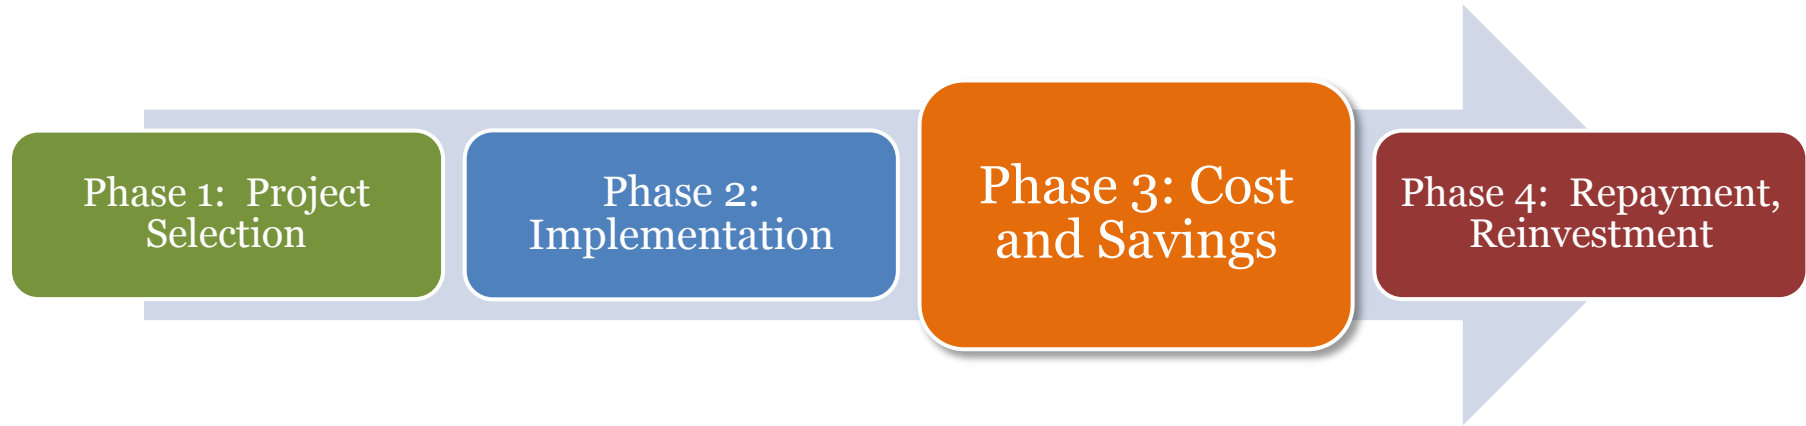 Phase 1:  Project
Selection
Phase 2:
Implementation
Phase 3: Cost
and Savings
Phase 4:  Repayment,
Reinvestment